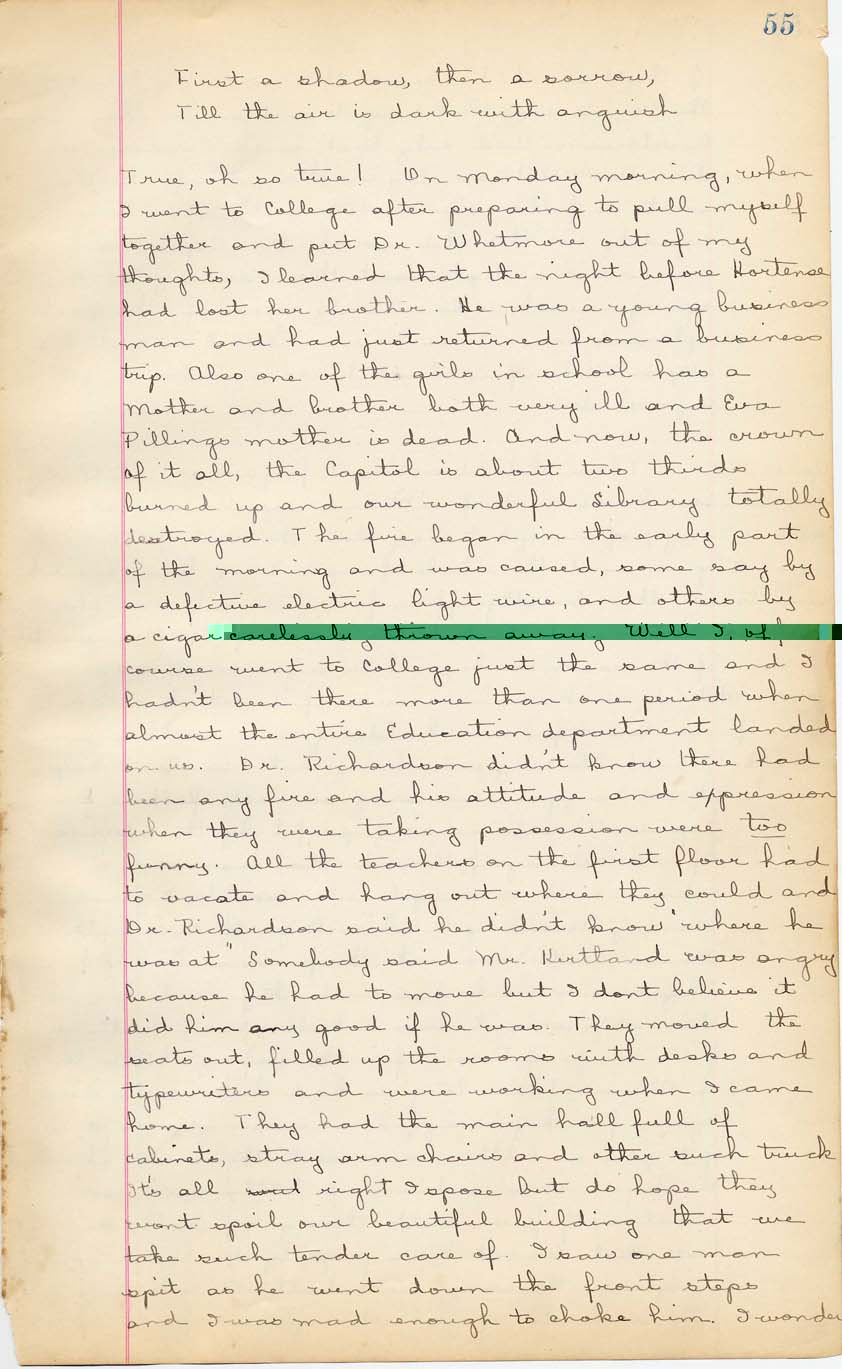 55
First a shadow, then a sorrow,
Till the air is dark with anguish
True, oh so true! On Monday morning, when
I went to College after preparing to pull myself
together and put Dr. Whetmore out of my
thoughts, I learned that the night before Hortense
had lost her brother. He was a young business
man and had just returned from a business
trip. Also one of the girls in school has a
Mother and brother both very ill and Eva
Pillings mother is dead. And now, the crown
of it all, the Capitol is about two thirds
burned up and our wonderful Library totally
destroyed. The fire began in the early part
of the morning and was caused, some say by
a defective electric light wire, and others by
a cigar carelessly thrown away. Well I, of
course went to College just the same and I
hadn't been there more than one period when
almost the entire Education department landed
on us. Dr. Richardson didn't know there had
been any fire and his attitude and expression
when they were taking possession were too
funny. All the teachers on the first floor had
to vacate and hang out where they could and
Dr. Richardson said he didn't know "where he
was at" Somebody said Mr. Kirtland was angry
because he had to move but I dont believe it
did him any good if he was. They moved the
seats out, filled up the rooms with desks and
typewriters and were working when I came
home. They had the main hall full of
cabinets, stray arm chairs and other such truck
It's all right I spose but do hope they
wont spoil our beautiful building that we
take such tender care of. I saw one man
spit as he went down the front steps
and I was mad enough to choke him. I wonder